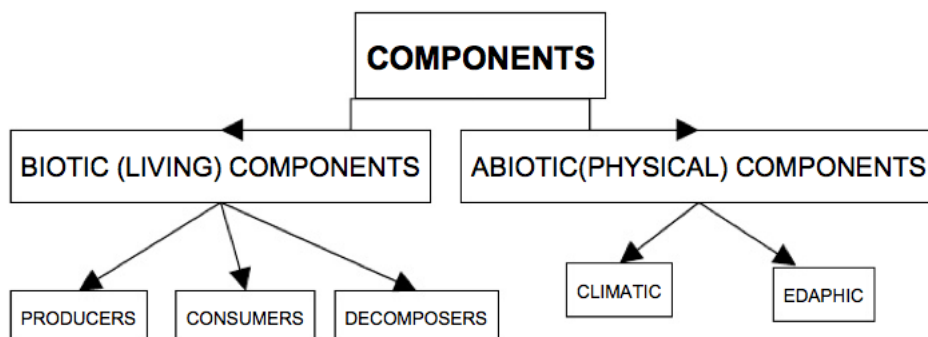 COMPONENTS
BIOTIC (LIVING) COMPONENTS
ABIOTIC(PHYSICAL) COMPONENTS
PRODUCERS
CONSUMERS
DECOMPOSERS
CLIMATIC
EDAPHIC